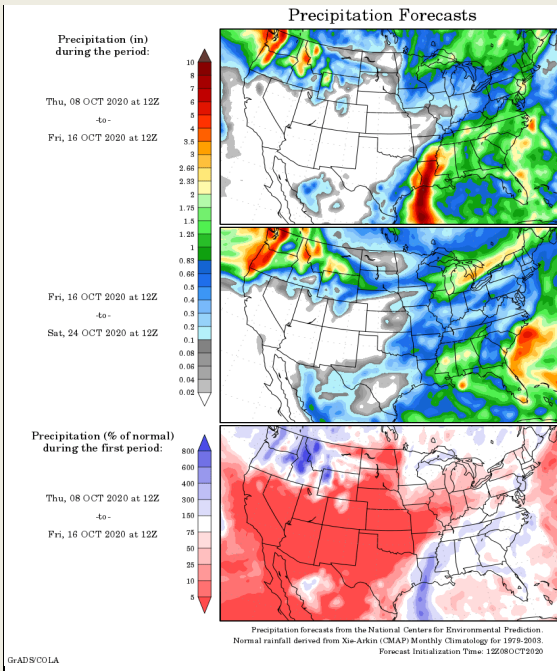 Precipitation Forecasts
Precipitation (in)
during the period:
Thu, 08 OCT 2020 at 12Z
-to-
Fri, 16 OCT 2020 at 12Z
10
8
7
6
5
4
3.5
3
2.66
2.33
2
1.75
1.5
1.25
1
0.83
0.66
0.5
0.4
0.3
0.2
0.1
0.08
0.06
0.04
0.02
Fri, 16 OCT 2020 at 12Z
-to-
Sat, 24 OCT 2020 at 12Z
Precipitation (% of normal)
during the first period:
Thu, 08 OCT 2020 at 12Z
-to-
Fri, 16 OCT 2020 at 12Z
800
600
400
300
150
75
50
25
10
5
Precipitation forecasts from the National Centers for Environmental Prediction.
Normal rainfall derived from Xie-Arkin (CMAP) Monthly Climatology for 1979-2003.
Forecast Initialization Time: 12Z08OCT2020
GrADS/COLA